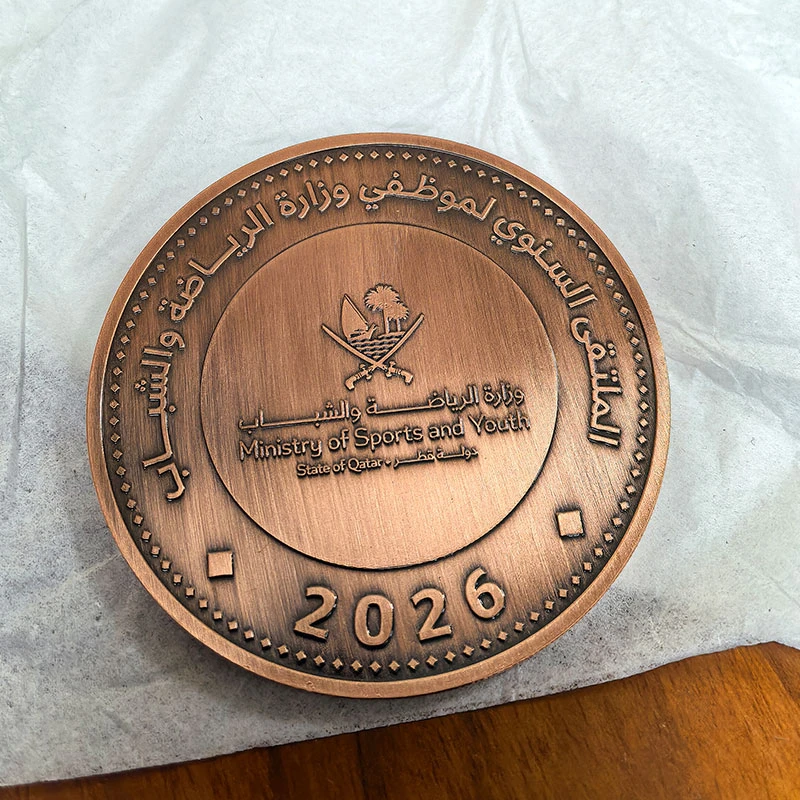 الملتقى السنوي لموظفي وزارة الرياضة والشباب
وزارة الرياضة والشباب
Ministry of Sports and Youth
State of Qatar • دولة قطر
2026